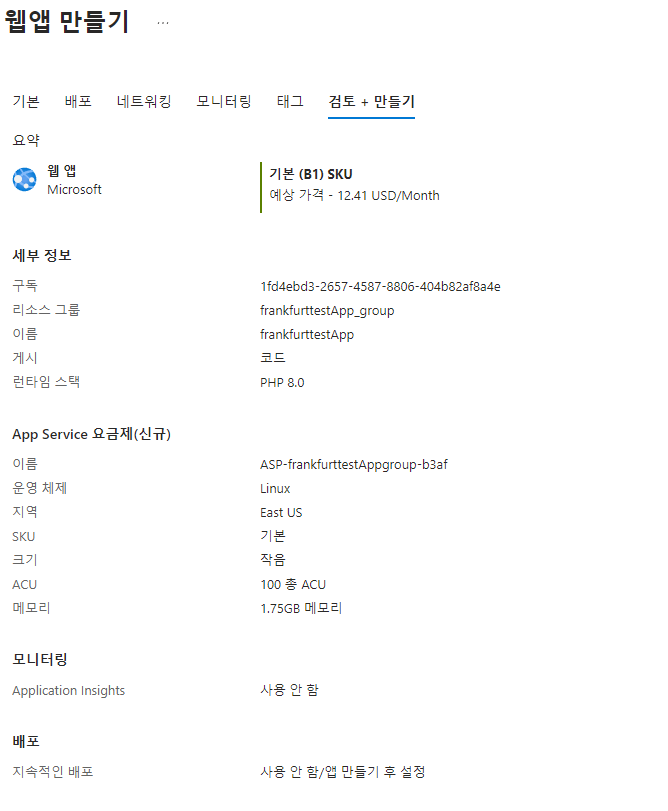 웹앱 만들기 ...
기본 배포 네트워킹 모니터링 태그 검토 + 만들기
요약
웹 앱
Microsoft
기본 (B1) SKU
예상 가격 - 12.41 USD/Month
세부 정보
구독 1fd4ebd3-2657-4587-8806-404b82af8a4e
리소스 그룹 frankfurttestApp_group
이름 frankfurttestApp
게시 코드
런타임 스택 PHP 8.0
App Service 요금제(신규)
이름 ASP-frankfurttestAppgroup-b3af
운영 체제 Linux
지역 East US
SKU 기본
크기 작음
ACU 100 총 ACU
메모리 1.75GB 메모리
모니터링
Application Insights 사용 안 함
배포
지속적인 배포 사용 안 함/앱 만들기 후 설정